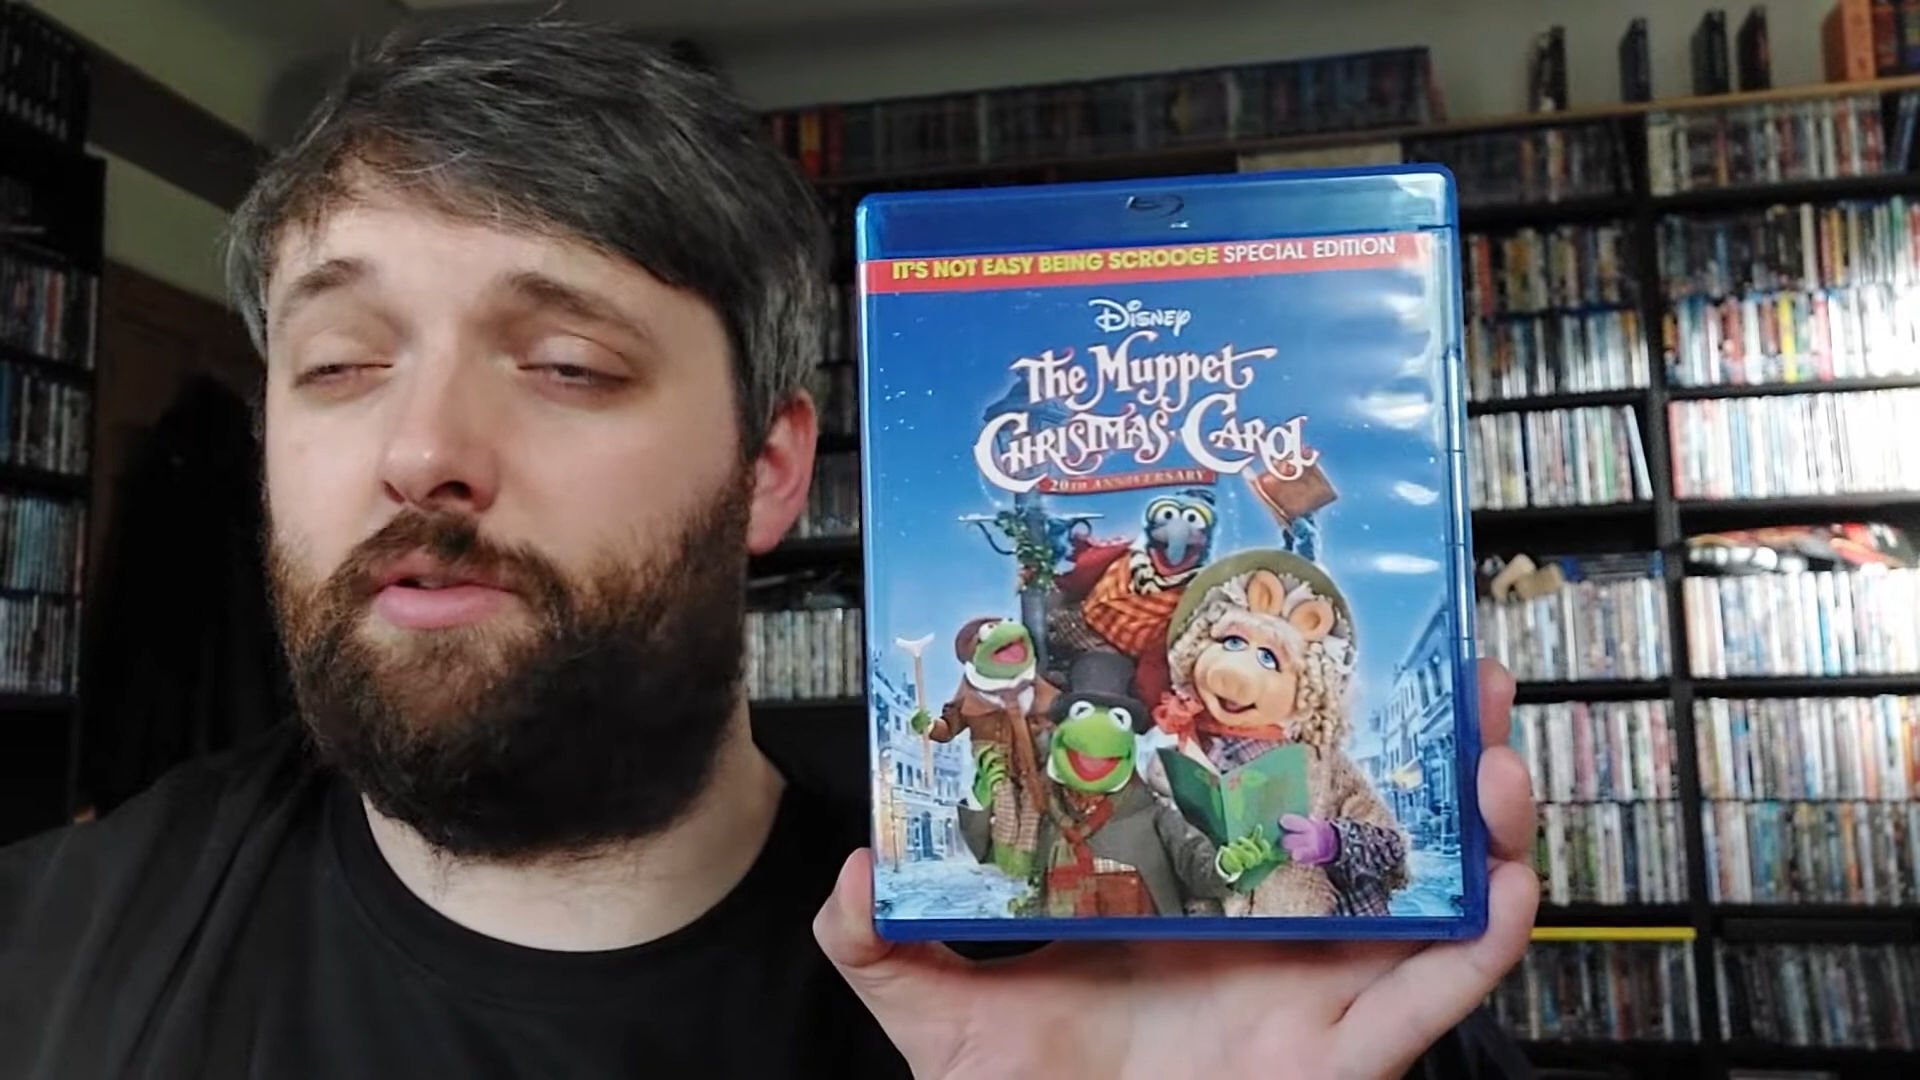 IT'S NOT EASY BEING SCROOGE SPECIAL EDITION
DISNEY
The Muppet
CHRISTMAS CAROL
20TH ANNIVERSARY